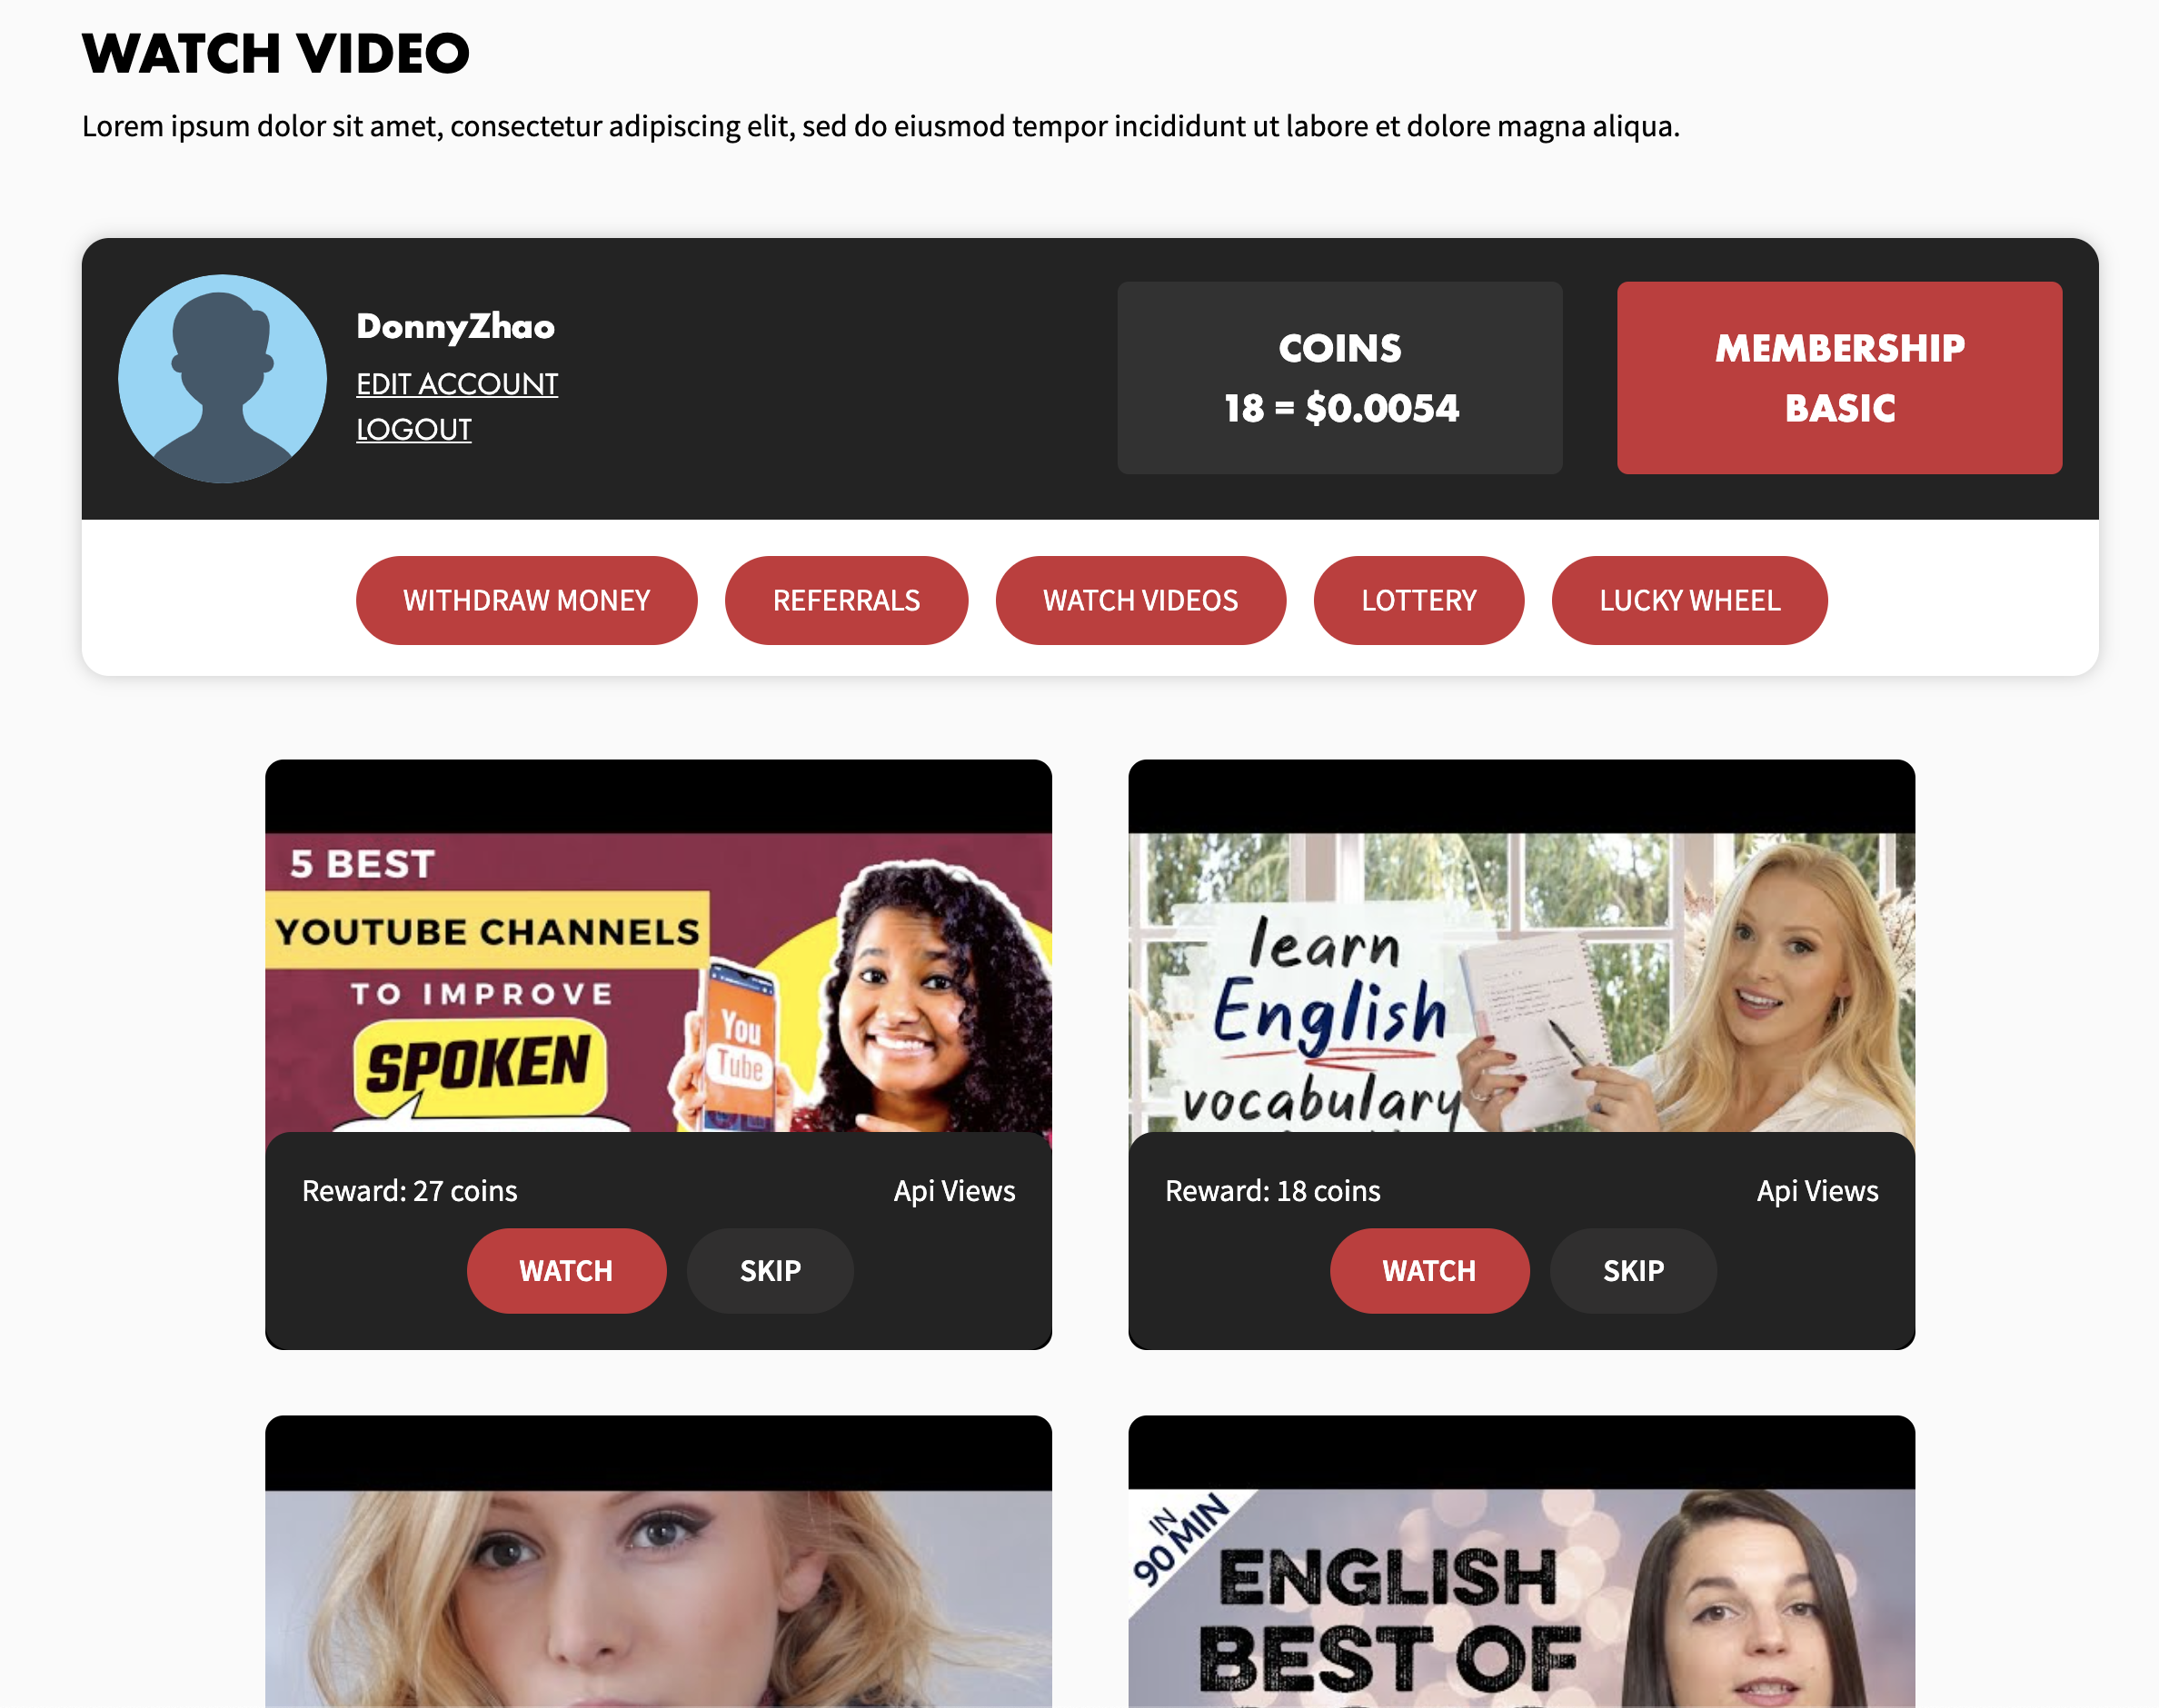 WATCH VIDEO
Lorem ipsum dolor sit amet, consectetur adipiscing elit, sed do eiusmod tempor incididunt ut labore et dolore magna aliqua.
DonnyZhao
EDIT ACCOUNT
LOGOUT
COINS
18 = $0.0054
MEMBERSHIP
BASIC
WITHDRAW MONEY
REFERRALS
WATCH VIDEOS
LOTTERY
LUCKY WHEEL
5 BEST
YOUTUBE CHANNELS
TO IMPROVE
SPOKEN
You
Tube
Reward: 27 coins
Api Views
WATCH
SKIP
learn
English
vocabulary
Reward: 18 coins
Api Views
WATCH
SKIP
IN
90 MIN
ENGLISH
BEST OF